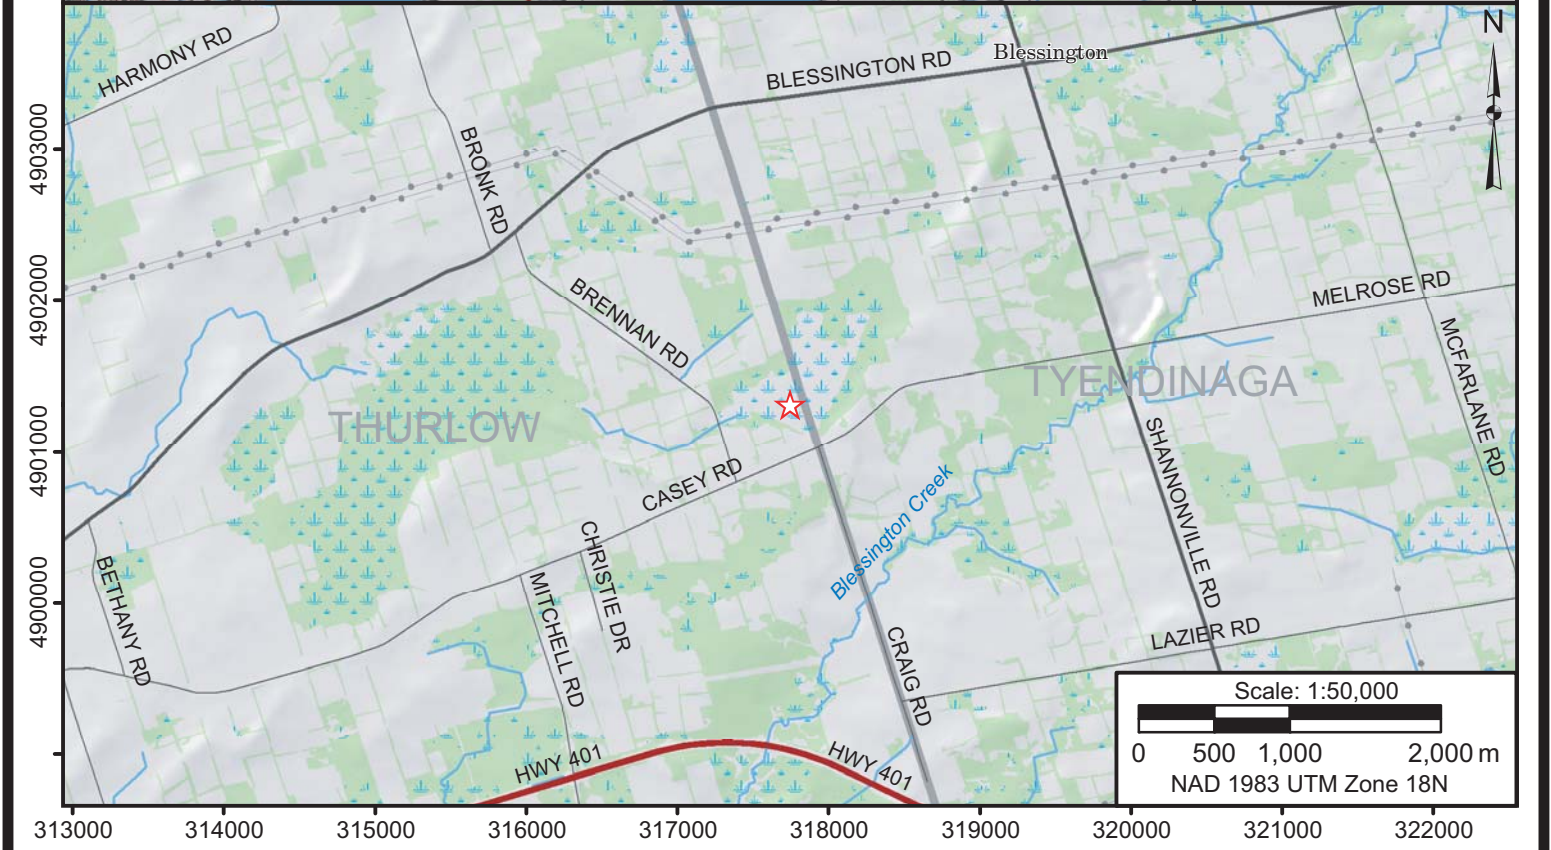 N
HARMONY RD
BLESSINGTON RD
Blessington
BRONK RD
4903000
4902000
4901000
4900000
BRENNAN RD
MELROSE RD
MCFARLANE RD
TYENDINAGA
THURLOW
CASEY RD
SHANNONVILLE RD
Blessington Creek
CHRISTIE DR
MITCHELL RD
BETHANY RD
CRAIG RD
LAZIER RD
HWY 401
HWY 401
Scale: 1:50,000
0 500 1,000 2,000 m
NAD 1983 UTM Zone 18N
313000 314000 315000 316000 317000 318000 319000 320000 321000 322000